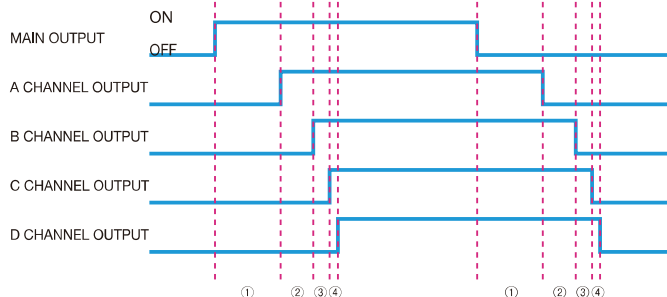 ON
MAIN OUTPUT
OFF
A CHANNEL OUTPUT
B CHANNEL OUTPUT
C CHANNEL OUTPUT
D CHANNEL OUTPUT
① ② ③ ④ ① ② ③ ④